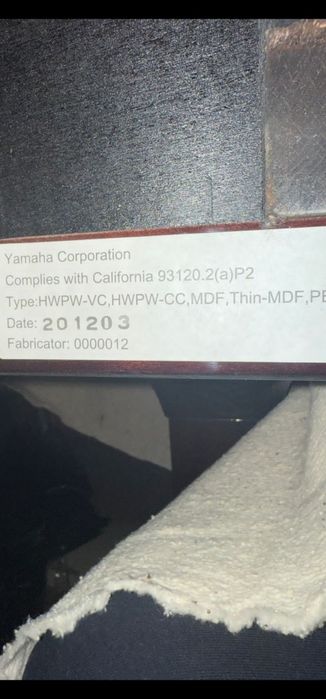 Yamaha Corporation
Complies with California 93120.2(a)P2
Type:HWPW-VC,HWPW-CC,MDF,Thin-MDF,
Date: 201203
Fabricator: 0000012